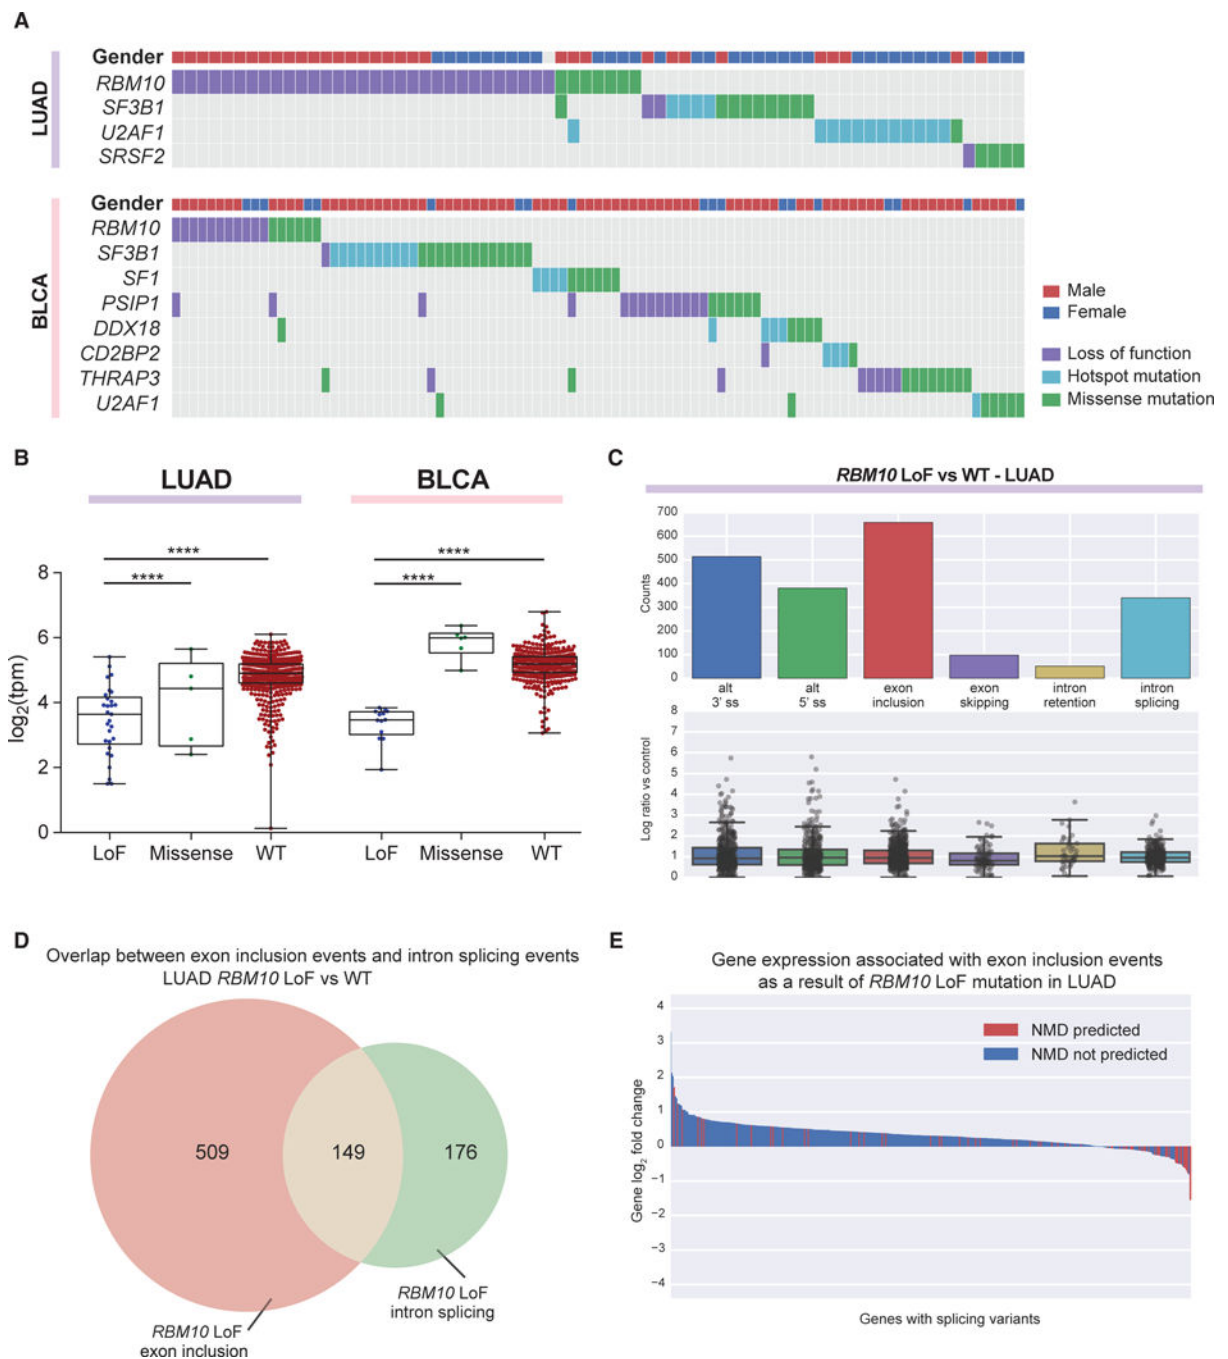 A
LUAD
Gender
RBM10
SF3B1
U2AF1
SRSF2
BLCA
Gender
RBM10
SF3B1
SF1
PSIP1
DDX18
CD2BP2
THRAP3
U2AF1
Male
Female
Loss of function
Hotspot mutation
Missense mutation
B
LUAD
BLCA
****
****
****
****
log2(tpm)
8
6
4
2
0
LoF
Missense
WT
LoF
Missense
WT
C
RBM10 LoF vs WT - LUAD
Counts
700
600
500
400
300
200
100
0
alt
3' ss
alt
5' ss
exon
inclusion
exon
skipping
intron
retention
intron
splicing
Log ratio vs control
8
7
6
5
4
3
2
1
0
D
Overlap between exon inclusion events and intron splicing events
LUAD RBM10 LoF vs WT
509
149
176
RBM10 LoF
intron splicing
RBM10 LoF
exon inclusion
E
Gene expression associated with exon inclusion events
as a result of RBM10 LoF mutation in LUAD
Gene log2 fold change
4
3
2
1
0
−1
−2
−3
−4
NMD predicted
NMD not predicted
Genes with splicing variants